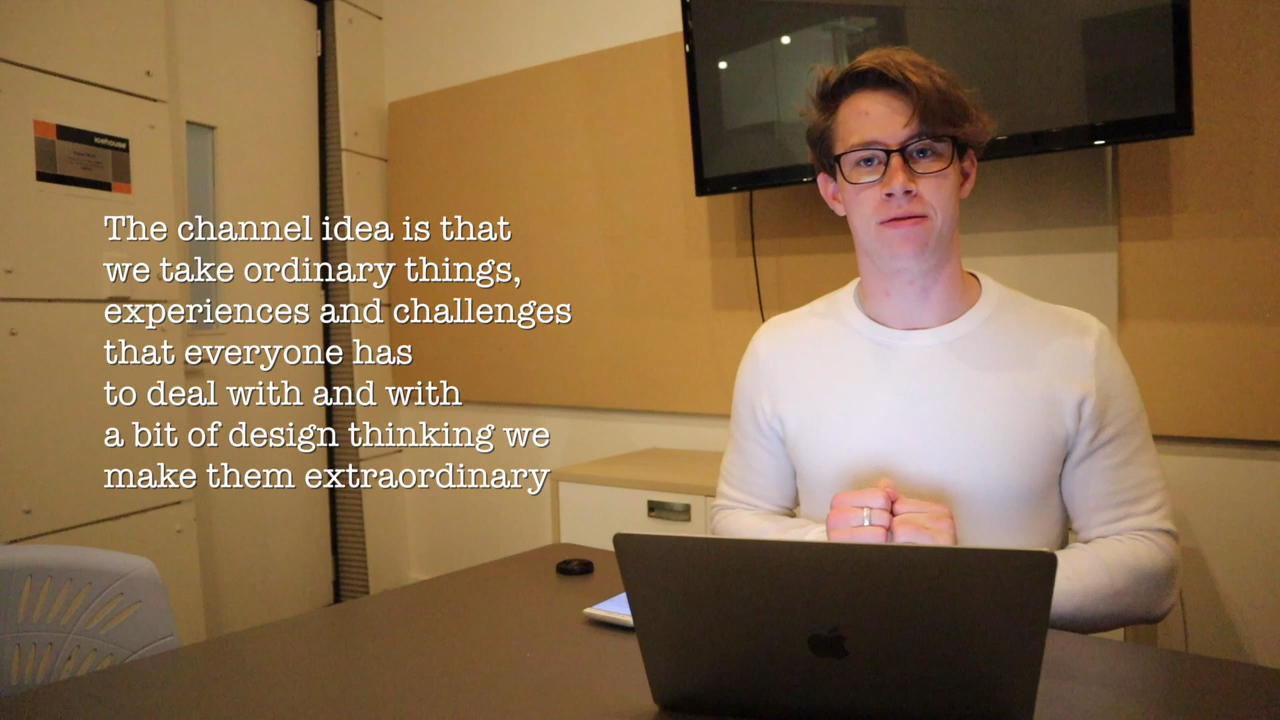 icehouse
The channel idea is that
we take ordinary things,
experiences and challenges
that everyone has
to deal with and with
a bit of design thinking we
make them extraordinary